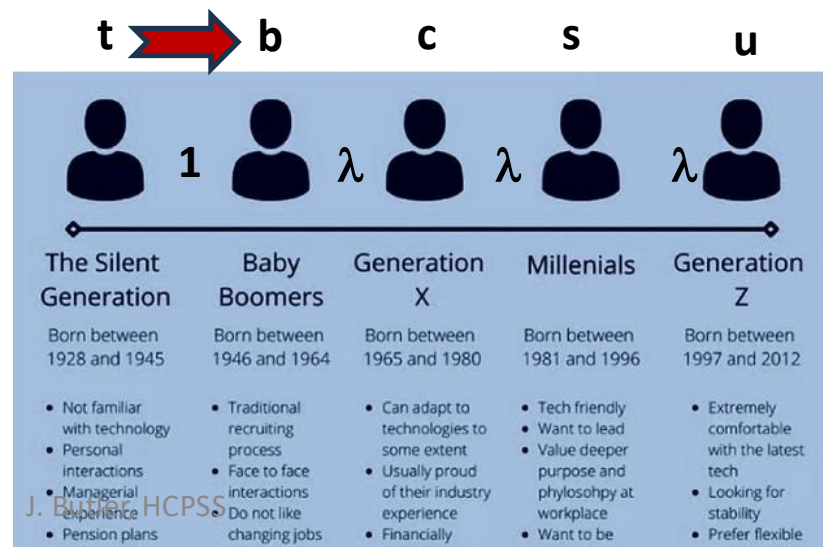 t b c s u
1 λ λ λ
The Silent
Generation
Born between
1928 and 1945
• Not familiar
with technology
• Personal
interactions
• Managerial
experience
• Pension plans
Baby
Boomers
Born between
1946 and 1964
• Traditional
recruiting
process
• Face to face
interactions
• Do not like
changing jobs
Generation
X
Born between
1965 and 1980
• Can adapt to
technologies to
some extent
• Usually proud
of their industry
experience
• Financially
Millenials
Born between
1981 and 1996
• Tech friendly
• Want to lead
• Value deeper
purpose and
phylosohpy at
workplace
• Want to be
Generation
Z
Born between
1997 and 2012
• Extremely
comfortable
with the latest
tech
• Looking for
stability
• Prefer flexible
J. Butler, HCPSS